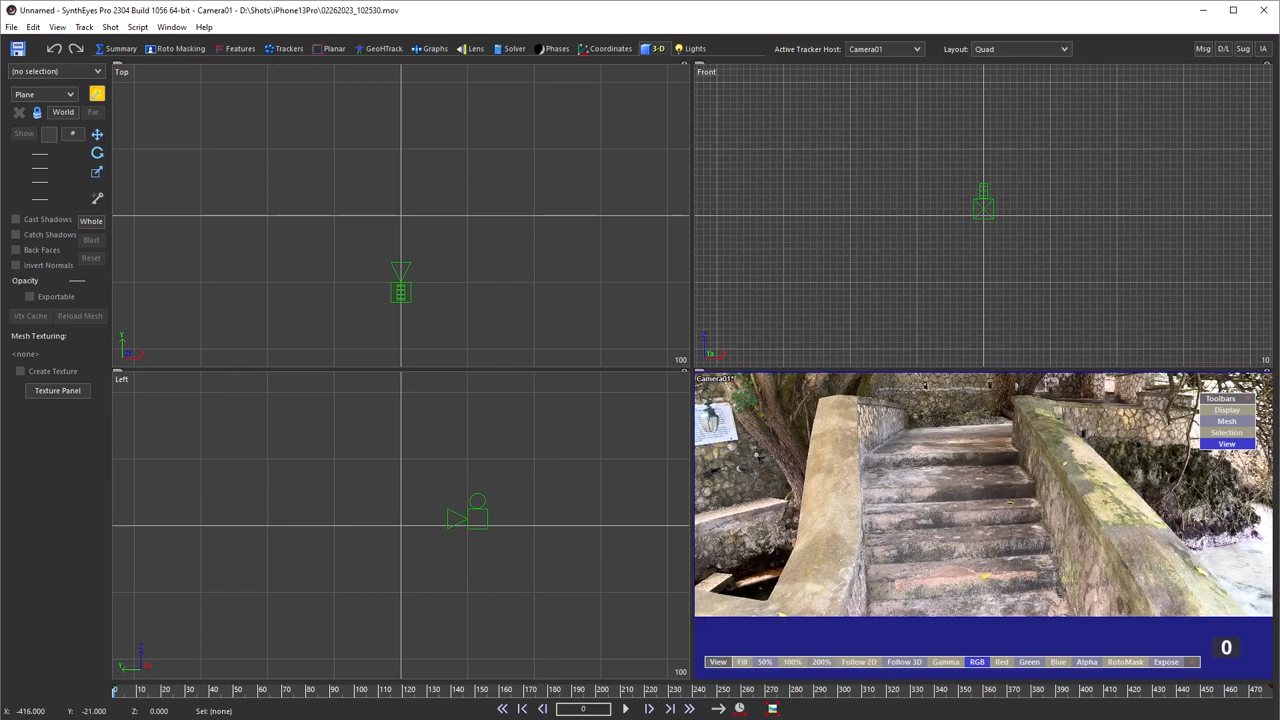 Unnamed - SynthEyes Pro 2304 Build 1056 64-bit - Camera01 - D:\Shots\iPhone13Pro\02262023_102530.mov
File Edit View Track Shot Script Window Help
Summary Roto Masking Features Trackers Planar GeoHTrack Graphs Lens Solver Phases Coordinates 3-D Lights Active Tracker Host: Camera01 Layout: Quad Msg D/L Sug IA
(no selection)
Plane
World Far
Show #
Cast Shadows Whole
Catch Shadows Blast
Back Faces Reset
Invert Normals
Opacity
Exportable
Vtx Cache Reload Mesh
Mesh Texturing:
<none>
Create Texture
Texture Panel
Top
Y
100
Front
10
Left
Y
100
Camera01*
Toolbars
Display
Mesh
Selection
View
0
View Fill 50% 100% 200% Follow 2D Follow 3D Gamma RGB Red Green Blue Alpha RotoMask Expose
0 10 20 30 40 50 60 70 80 90 100 110 120 130 140 150 160 170 180 190 200 210 220 230 240 250 260 270 280 290 300 310 320 330 340 350 360 370 380 390 400 410 420 430 440 450 460 470
0
X: -416.000 Y: -21.000 Z: 0.000 Sel: (none)